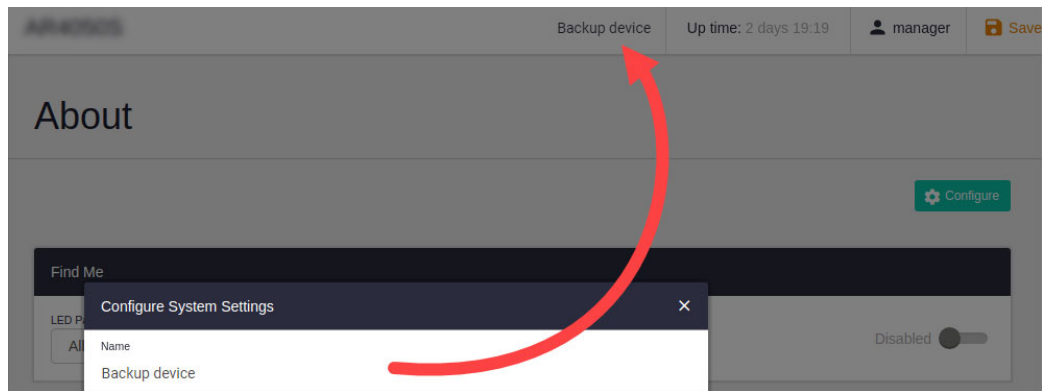 Backup device Up time: 2 days 19:19 manager Save
About
Configure
Find Me
Configure System Settings
LED P
Name
All
Disabled
Backup device